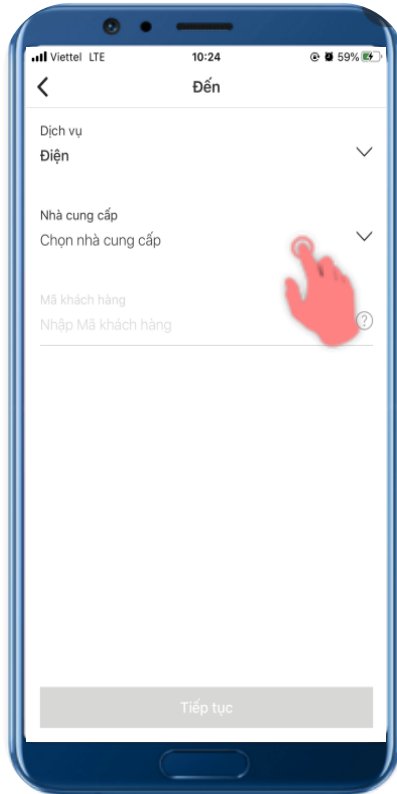 Viettel LTE 10:24 59%
Đến
Dịch vụ
Điện
Nhà cung cấp
Chọn nhà cung cấp
Mã khách hàng
Nhập Mã khách hàng
?
Tiếp tục